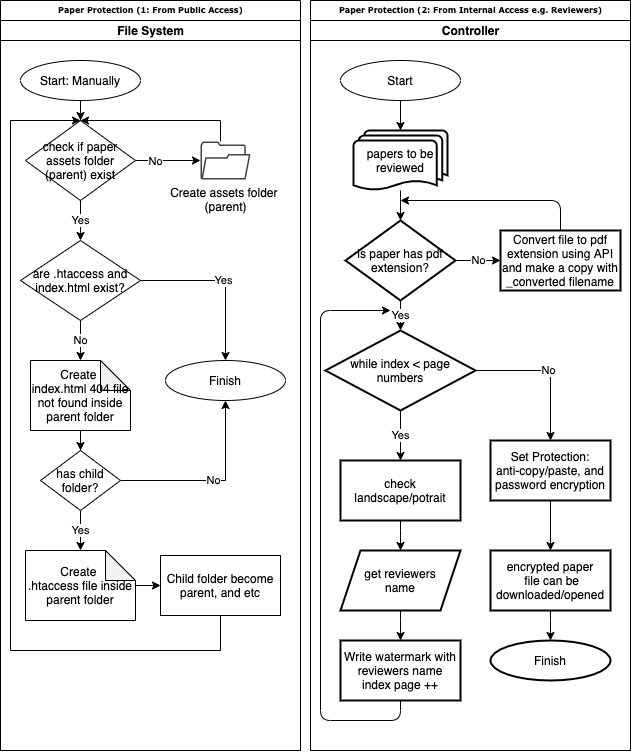 Paper Protection (1: From Public Access)
File System
Start: Manually
check if paper
assets folder
(parent) exist
No
Create assets folder
(parent)
Yes
are .htaccess and
index.html exist?
Yes
No
Create
index.html 404 file
not found inside
parent folder
Finish
has child
folder?
No
Yes
Create
.htaccess file inside
parent folder
Child folder become
parent, and etc
Paper Protection (2: From Internal Access e.g. Reviewers)
Controller
Start
papers to be
reviewed
is paper has pdf
extension?
No
Convert file to pdf
extension using API
and make a copy with
_converted filename
Yes
while index < page
numbers
No
Yes
check
landscape/potrait
get reviewers
name
Write watermark with
reviewers name
index page ++
Set Protection:
anti-copy/paste, and
password encryption
encrypted paper
file can be
downloaded/opened
Finish